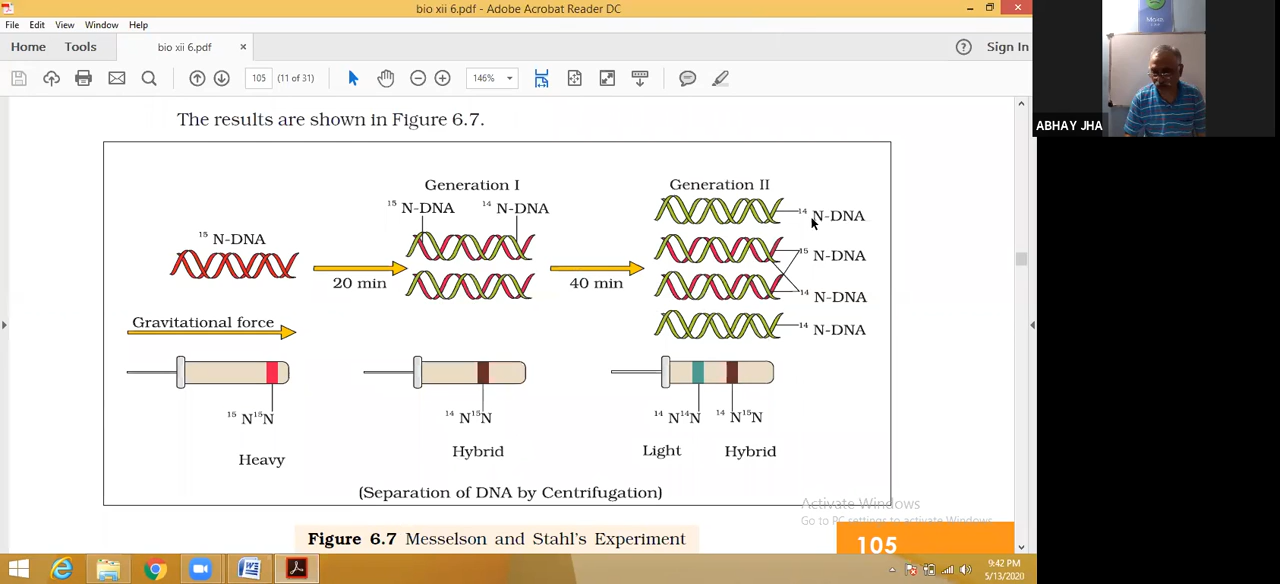 bio xii 6.pdf - Adobe Acrobat Reader DC
File Edit View Window Help
Home Tools bio xii 6.pdf × Sign In
105 (11 of 31) 146%
The results are shown in Figure 6.7.
Generation I
Generation II
15 N-DNA
15 N-DNA 14 N-DNA
14 N-DNA
15 N-DNA
14 N-DNA
14 N-DNA
20 min
40 min
Gravitational force
15 N15N
14 N15N
14 N14N 14 N15N
Heavy
Hybrid
Light Hybrid
(Separation of DNA by Centrifugation)
Figure 6.7 Messelson and Stahl's Experiment
105
Activate Windows
Go to PC settings to activate Windows.
ABHAY JHA
9:42 PM
5/13/2020